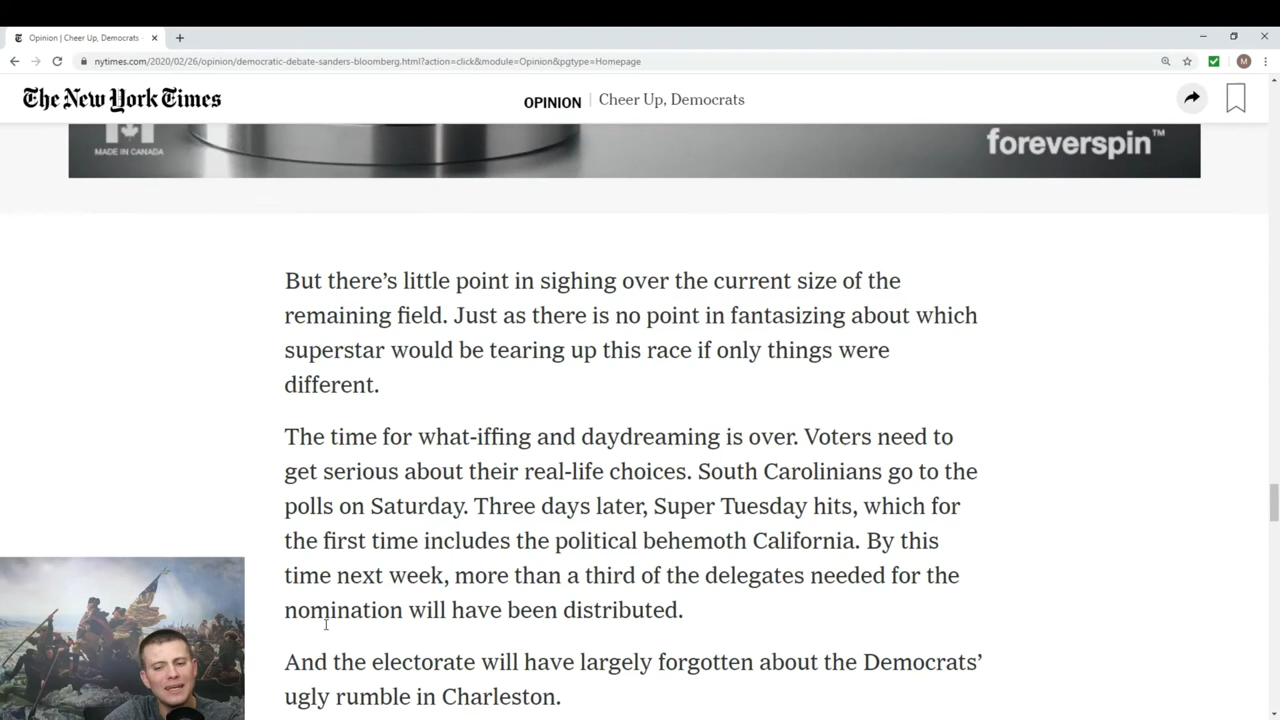 Opinion | Cheer Up, Democrats
nytimes.com/2020/02/26/opinion/democratic-debate-sanders-bloomberg.html?action=click&module=Opinion&pgtype=Homepage
M
The New York Times
OPINION | Cheer Up, Democrats
MADE IN CANADA
foreverspin™
But there’s little point in sighing over the current size of the
remaining field. Just as there is no point in fantasizing about which
superstar would be tearing up this race if only things were
different.
The time for what-iffing and daydreaming is over. Voters need to
get serious about their real-life choices. South Carolinians go to the
polls on Saturday. Three days later, Super Tuesday hits, which for
the first time includes the political behemoth California. By this
time next week, more than a third of the delegates needed for the
nomination will have been distributed.
And the electorate will have largely forgotten about the Democrats’
ugly rumble in Charleston.